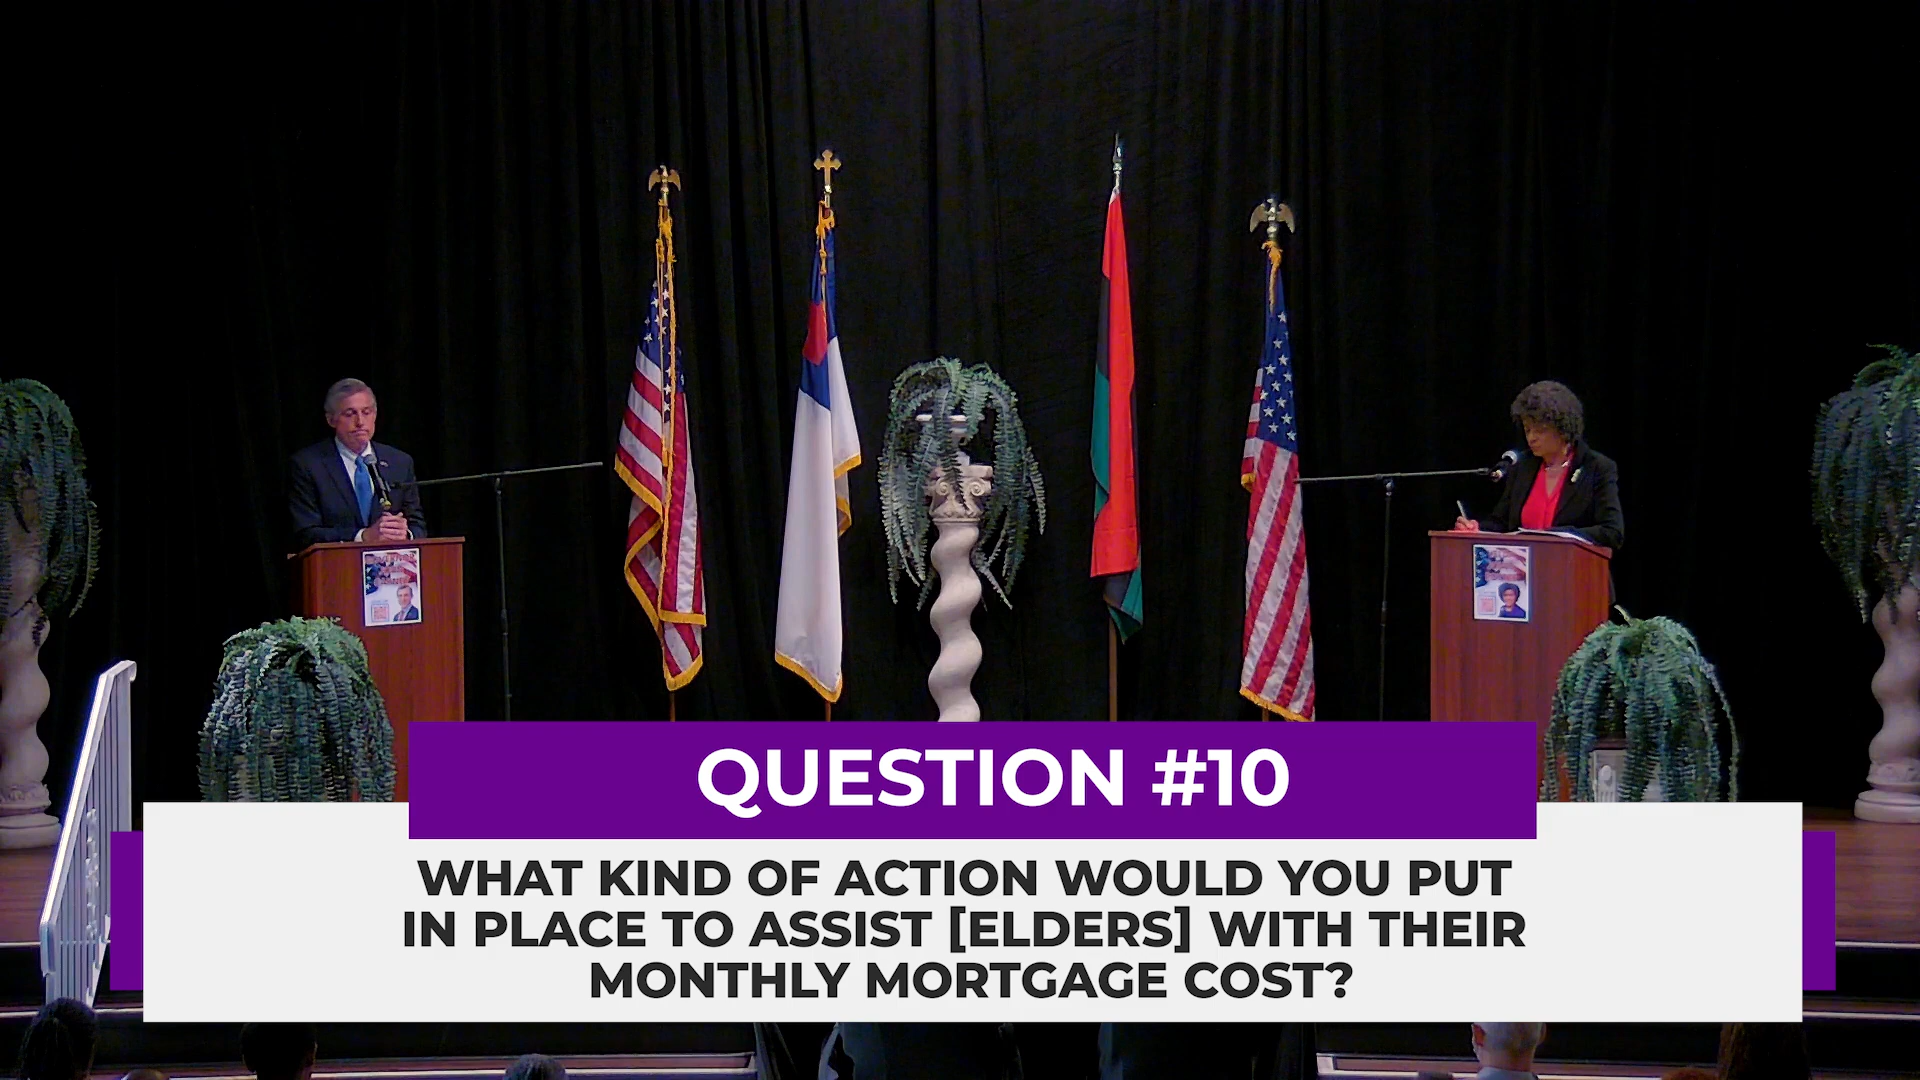 QUESTION #10
WHAT KIND OF ACTION WOULD YOU PUT
IN PLACE TO ASSIST [ELDERS] WITH THEIR
MONTHLY MORTGAGE COST?